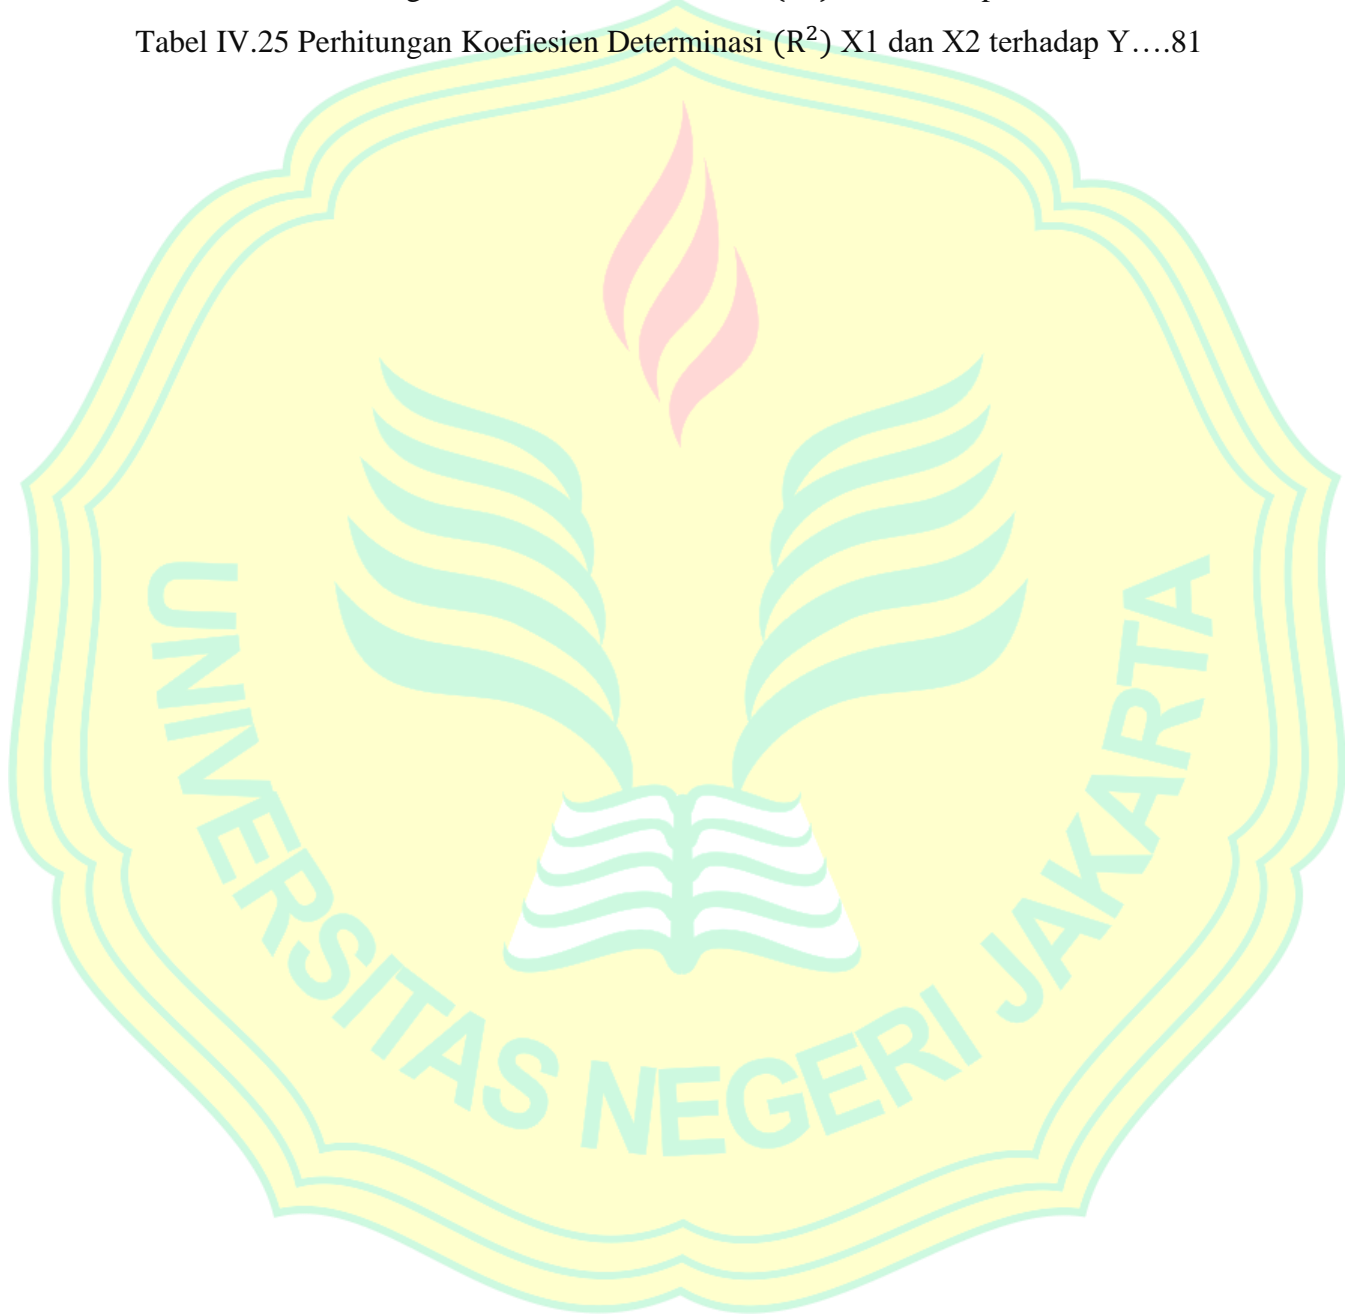 Tabel IV.25 Perhitungan Koefiesien Determinasi (R²) X1 dan X2 terhadap Y….81
UNIVERSITAS NEGERI JAKARTA